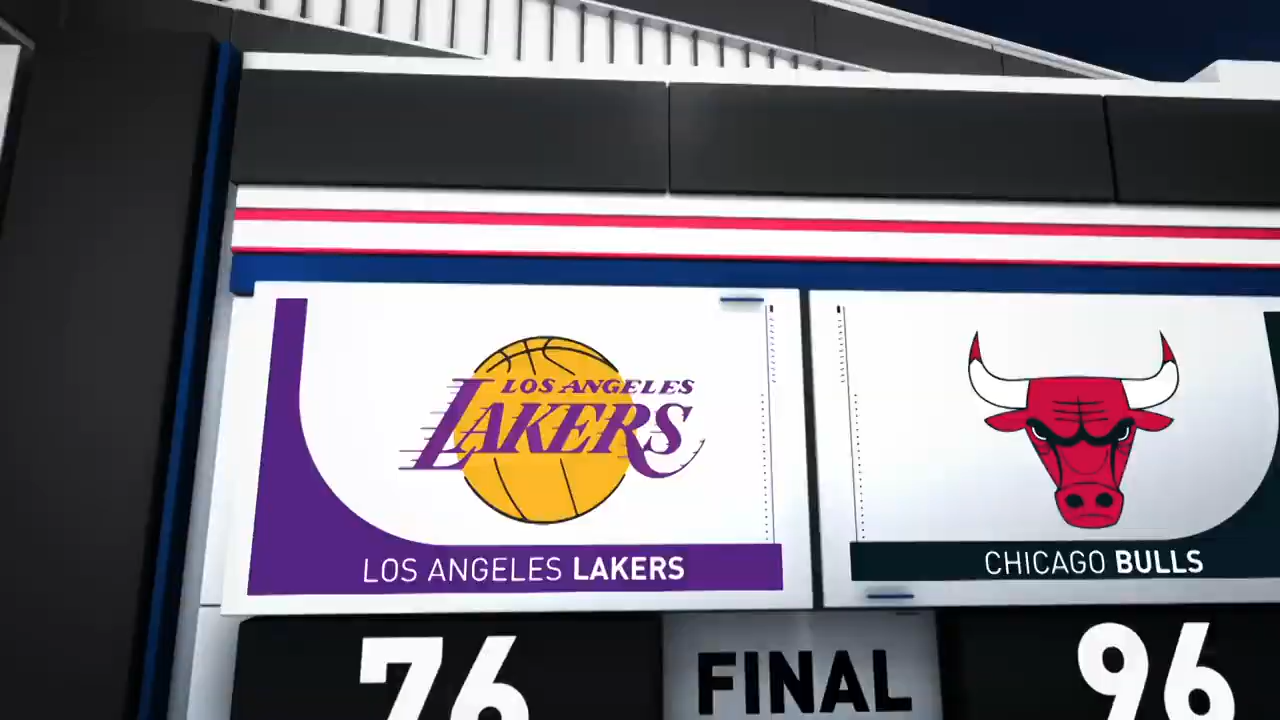 LOS ANGELES
LAKERS
LOS ANGELES LAKERS
CHICAGO BULLS
76
FINAL
96